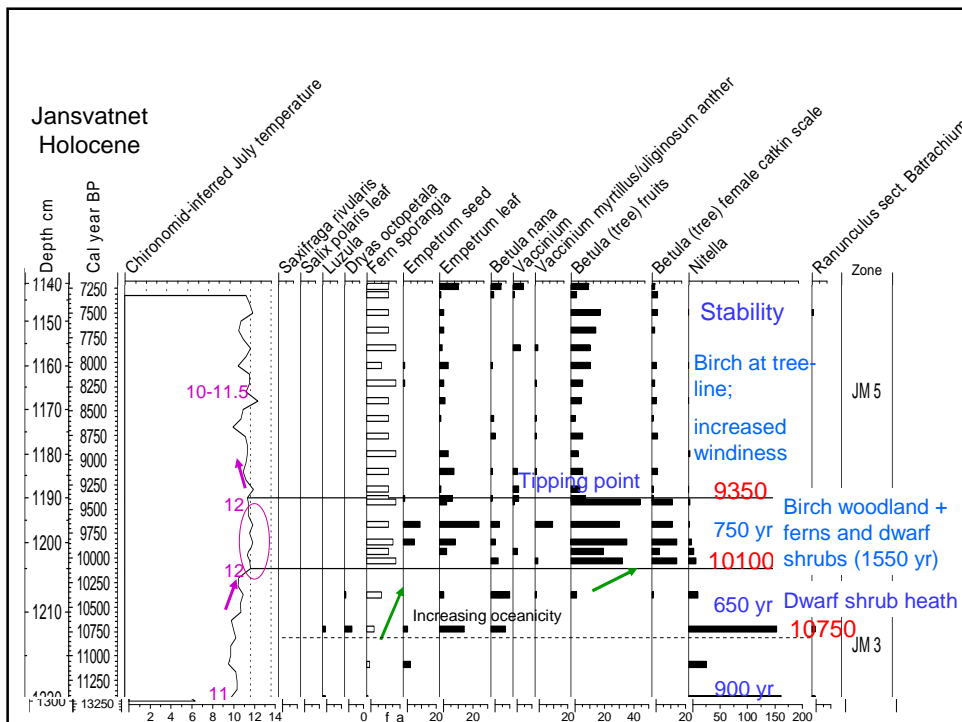 Jansvatnet
Holocene
Depth cm
Cal year BP
Chironomid-inferred July temperature
Saxifraga rivularis
Salix polaris leaf
Luzula
Dryas octopetala
Fern sporangia
Empetrum seed
Empetrum leaf
Betula nana
Vaccinium
Vaccinium myrtillus/uliginosum anther
Betula (tree) fruits
Betula (tree) female catkin scale
Nitella
Ranunculus sect. Batrachium
Zone
1140
1150
1160
1170
1180
1190
1200
1210
1220
1300
7250
7500
7750
8000
8250
8500
8750
9000
9250
9500
9750
10000
10250
10500
10750
11000
11250
13250
10-11.5
12
12
11
Stability
Birch at tree-
line;
increased
windiness
JM 5
Tipping point
9350
750 yr
10100
Birch woodland +
ferns and dwarf
shrubs (1550 yr)
650 yr
Dwarf shrub heath
10750
Increasing oceanicity
JM 3
900 yr
2 4 6 8 10 12 14
0 f a 20 20 20 20 40 20 50 100 150 200